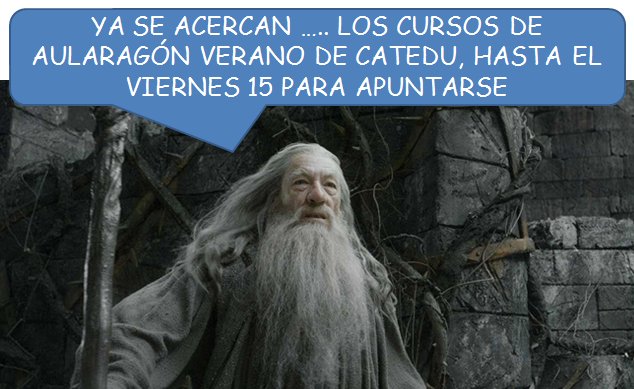 YA SE ACERCAN ….. LOS CURSOS DE
AULARAGÓN VERANO DE CATEDU, HASTA EL
VIERNES 15 PARA APUNTARSE